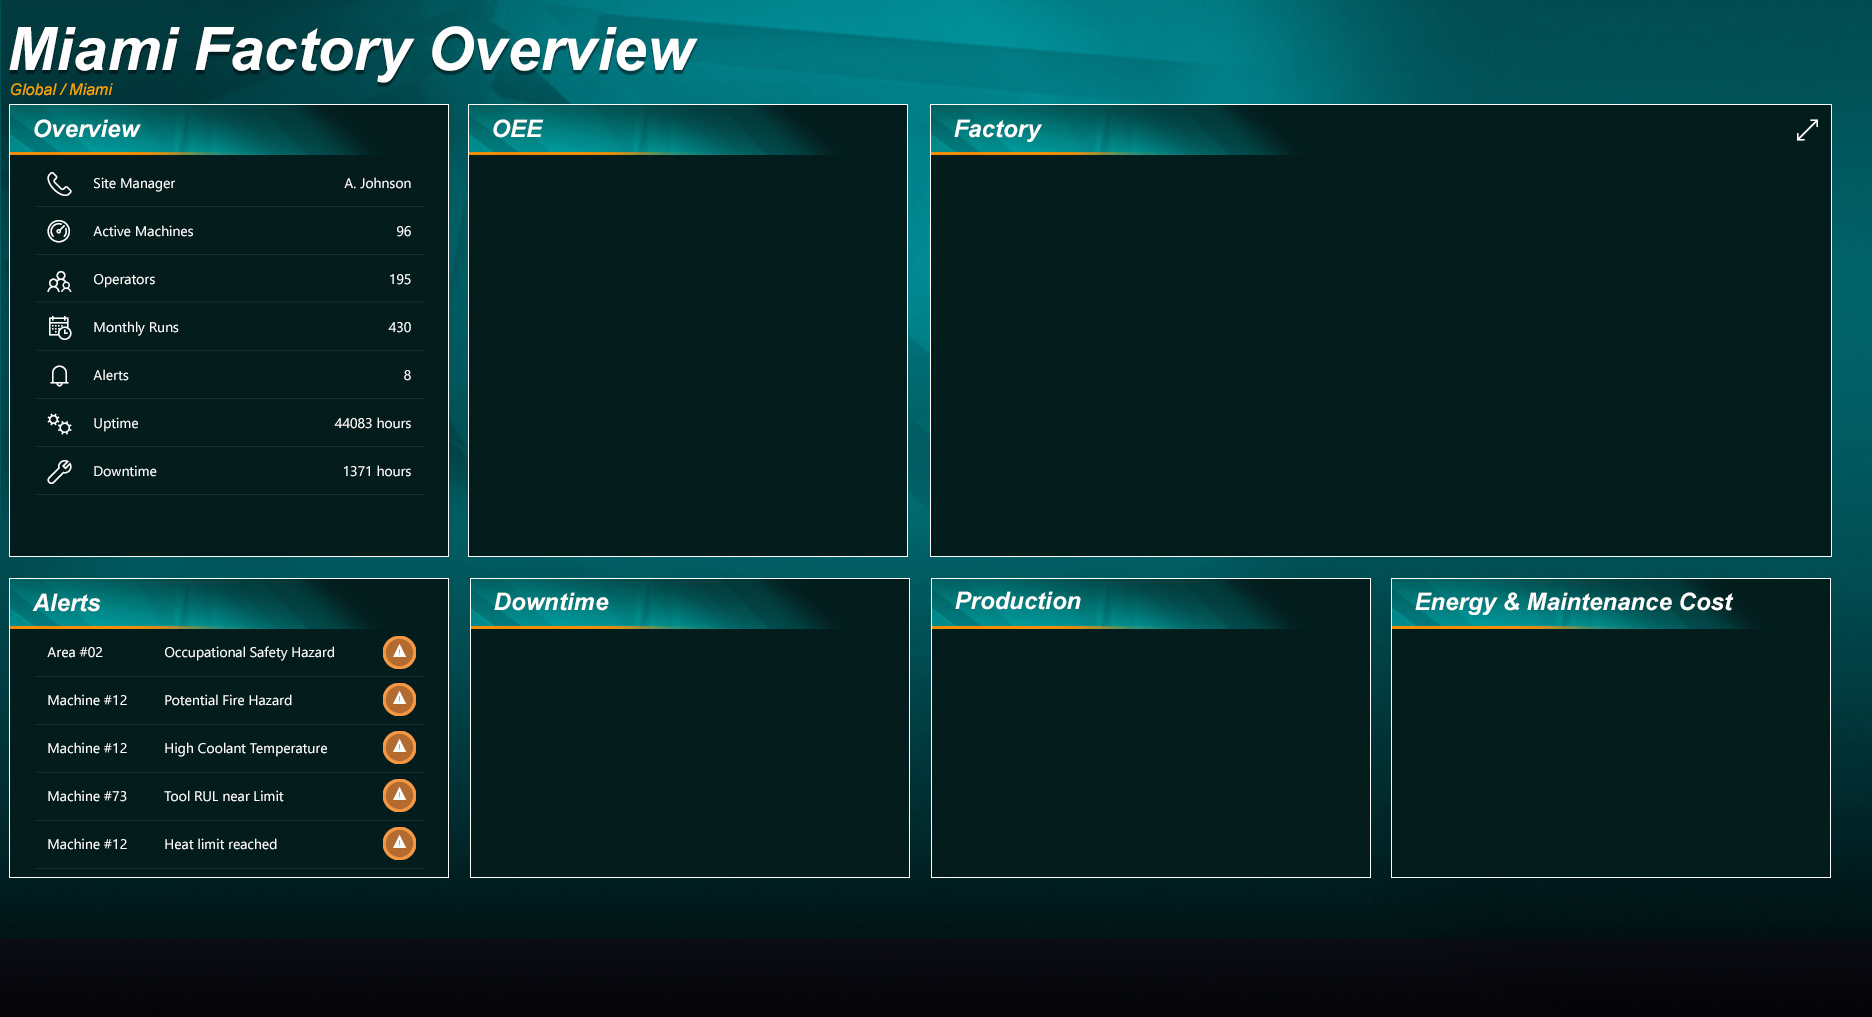 Miami Factory Overview
Global / Miami
Overview
Site Manager A. Johnson
Active Machines 96
Operators 195
Monthly Runs 430
Alerts 8
Uptime 44083 hours
Downtime 1371 hours
OEE
Factory
Alerts
Area #02 Occupational Safety Hazard
Machine #12 Potential Fire Hazard
Machine #12 High Coolant Temperature
Machine #73 Tool RUL near Limit
Machine #12 Heat limit reached
Downtime
Production
Energy & Maintenance Cost